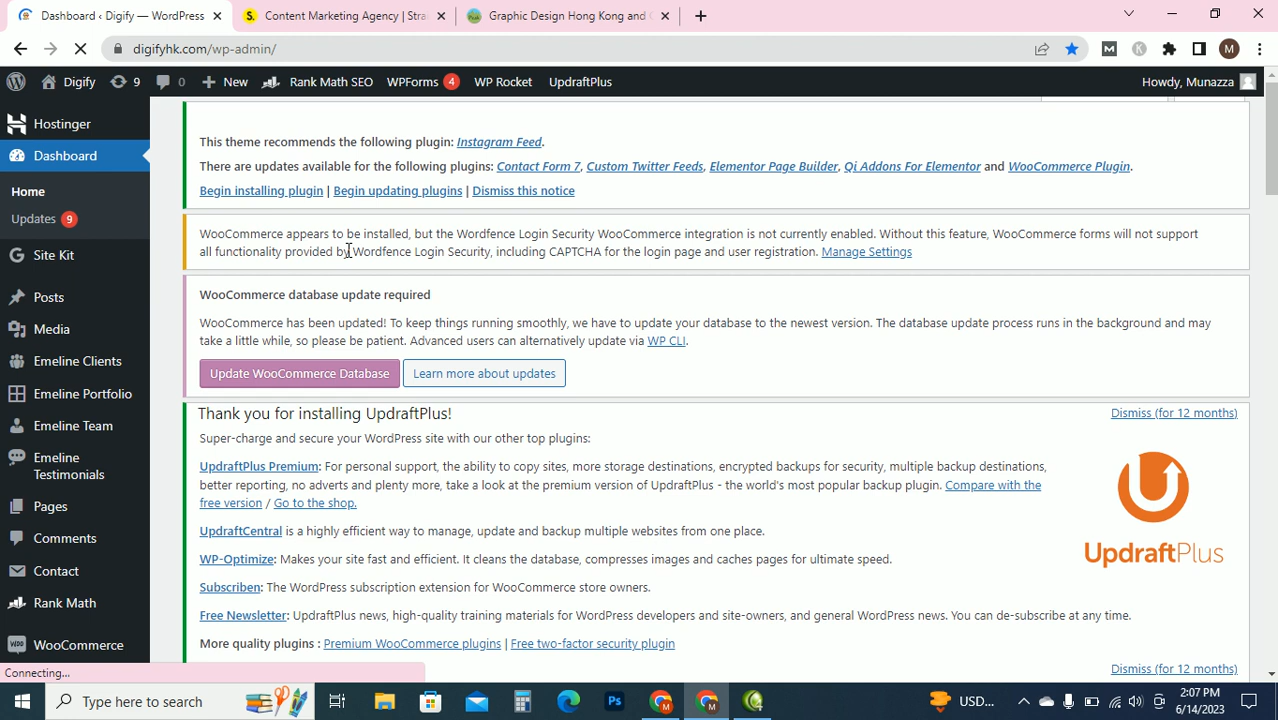 Dashboard ‹ Digify — WordPress
Content Marketing Agency | Stra
Graphic Design Hong Kong and C
digifyhk.com/wp-admin/
Digify
9
0
New
Rank Math SEO
WPForms 4
WP Rocket
UpdraftPlus
Howdy, Munazza
Hostinger
Dashboard
Home
Updates 9
Site Kit
Posts
Media
Emeline Clients
Emeline Portfolio
Emeline Team
Emeline
Testimonials
Pages
Comments
Contact
Rank Math
WooCommerce
This theme recommends the following plugin: Instagram Feed.
There are updates available for the following plugins: Contact Form 7, Custom Twitter Feeds, Elementor Page Builder, Qi Addons For Elementor and WooCommerce Plugin.
Begin installing plugin | Begin updating plugins | Dismiss this notice
WooCommerce appears to be installed, but the Wordfence Login Security WooCommerce integration is not currently enabled. Without this feature, WooCommerce forms will not support
all functionality provided by Wordfence Login Security, including CAPTCHA for the login page and user registration. Manage Settings
WooCommerce database update required
WooCommerce has been updated! To keep things running smoothly, we have to update your database to the newest version. The database update process runs in the background and may
take a little while, so please be patient. Advanced users can alternatively update via WP CLI.
Update WooCommerce Database
Learn more about updates
Thank you for installing UpdraftPlus!
Dismiss (for 12 months)
Super-charge and secure your WordPress site with our other top plugins:
UpdraftPlus Premium: For personal support, the ability to copy sites, more storage destinations, encrypted backups for security, multiple backup destinations,
better reporting, no adverts and plenty more, take a look at the premium version of UpdraftPlus - the world's most popular backup plugin. Compare with the
free version / Go to the shop.
UpdraftCentral is a highly efficient way to manage, update and backup multiple websites from one place.
WP-Optimize: Makes your site fast and efficient. It cleans the database, compresses images and caches pages for ultimate speed.
Subscriben: The WordPress subscription extension for WooCommerce store owners.
Free Newsletter: UpdraftPlus news, high-quality training materials for WordPress developers and site-owners, and general WordPress news. You can de-subscribe at any time.
More quality plugins : Premium WooCommerce plugins | Free two-factor security plugin
UpdraftPlus
Dismiss (for 12 months)
Connecting...
Type here to search
USD...
2:07 PM
6/14/2023